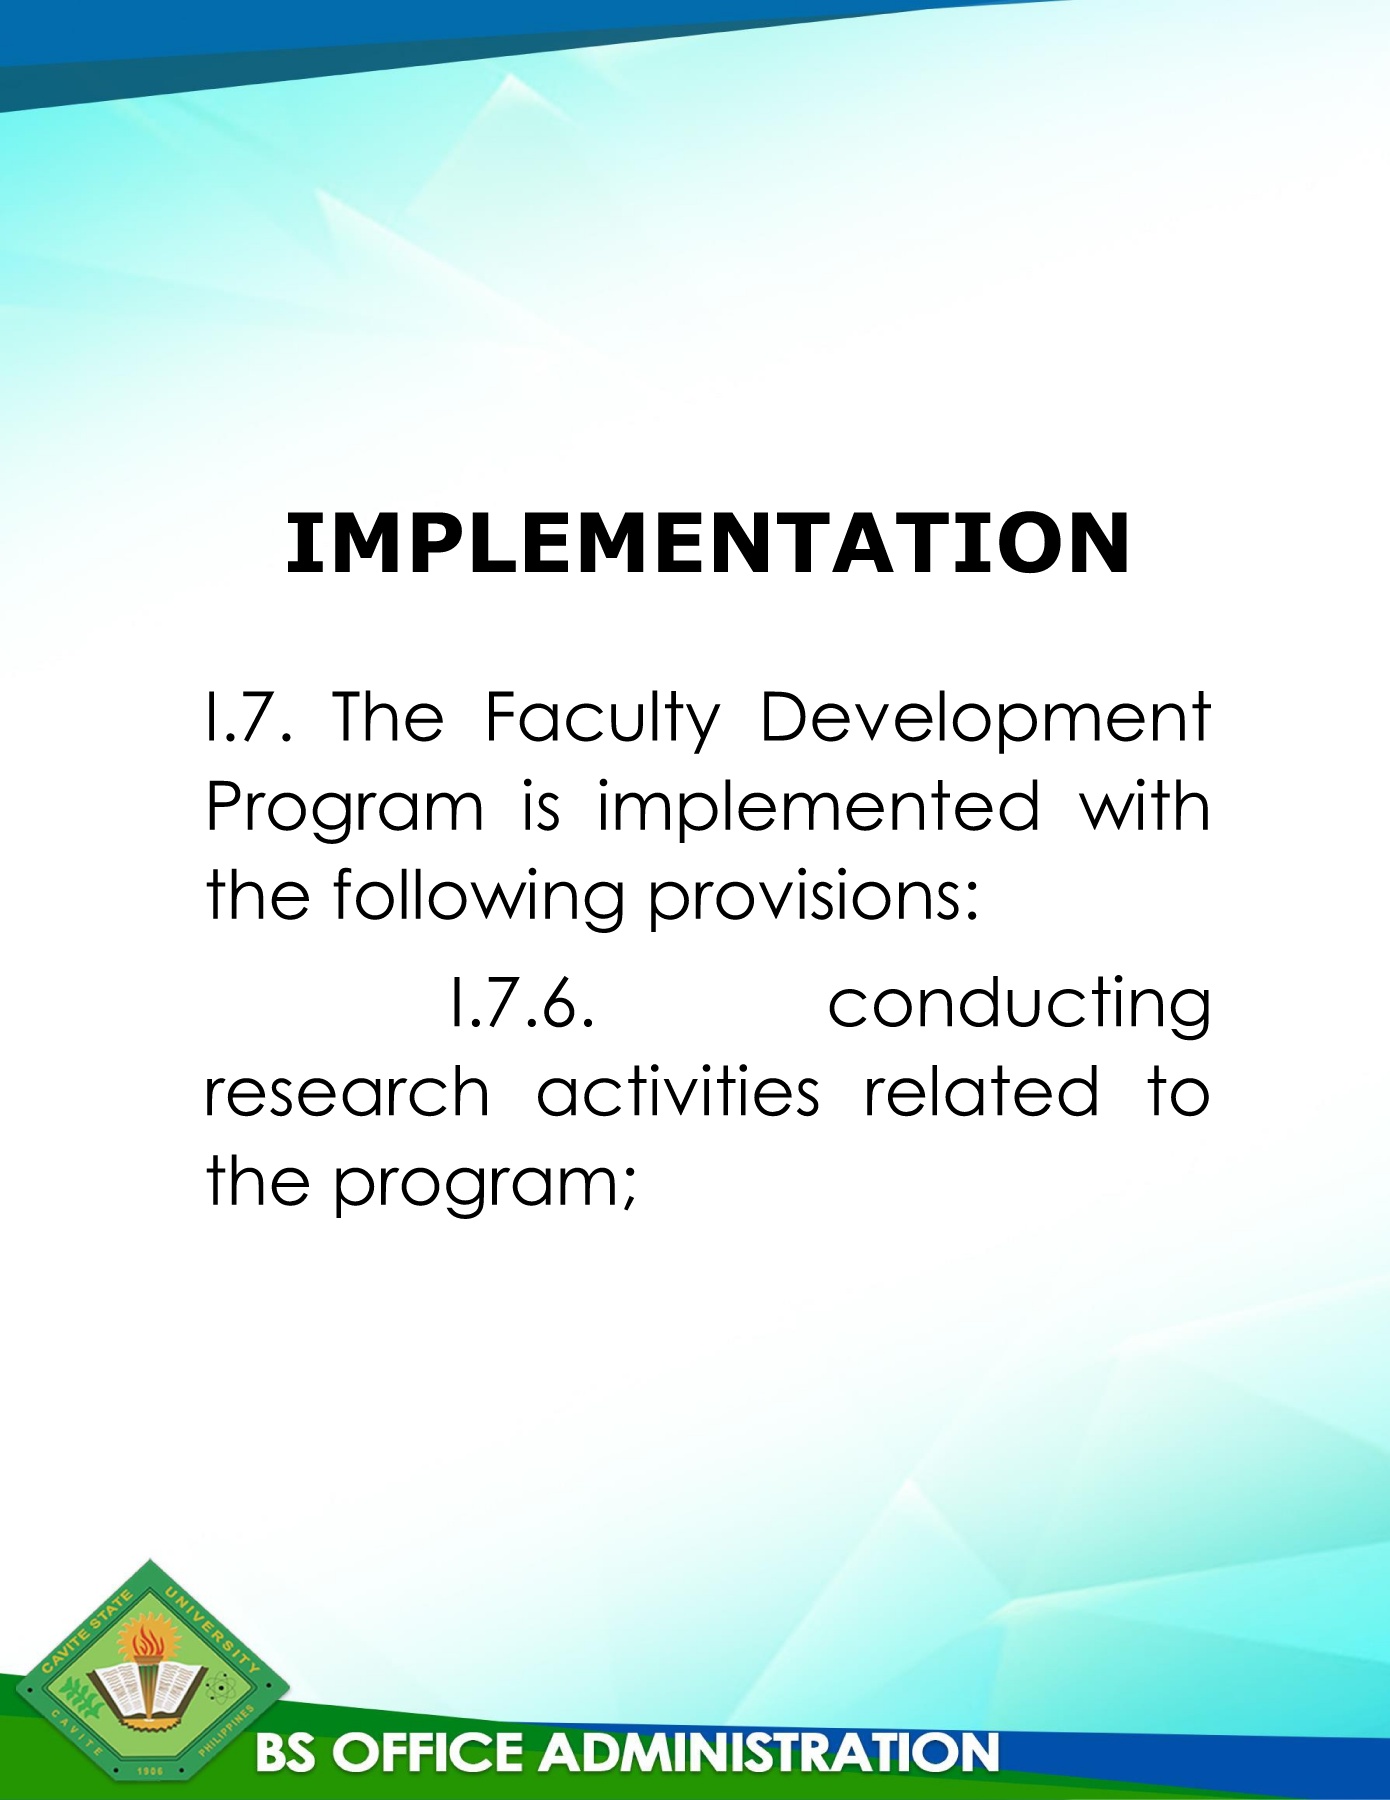 IMPLEMENTATION
I.7. The Faculty Development
Program is implemented with
the following provisions:
I.7.6. conducting
research activities related to
the program;
CAVITE STATE UNIVERSITY
CAVITE PHILIPPINES
1906
BS OFFICE ADMINISTRATION